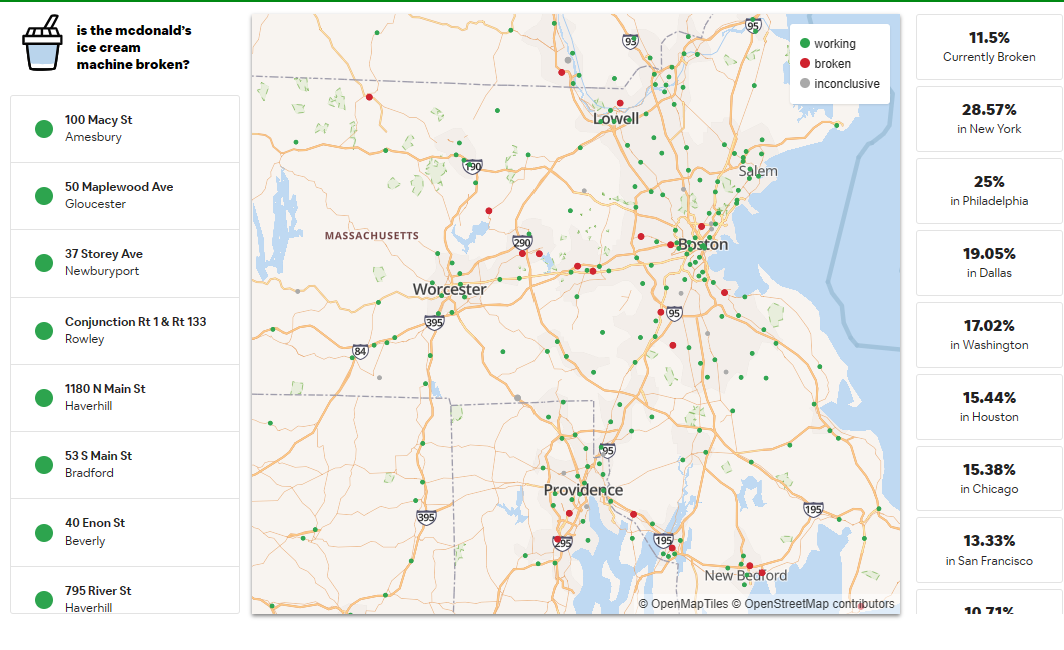 is the mcdonald's
ice cream
machine broken?
100 Macy St
Amesbury
50 Maplewood Ave
Gloucester
37 Storey Ave
Newburyport
Conjunction Rt 1 & Rt 133
Rowley
1180 N Main St
Haverhill
53 S Main St
Bradford
40 Enon St
Beverly
795 River St
Haverhill
95
93
working
broken
inconclusive
Lowell
190
Salem
MASSACHUSETTS
290
Boston
Worcester
395
95
84
95
Providence
395
195
295
195
New Bedford
© OpenMapTiles © OpenStreetMap contributors
11.5%
Currently Broken
28.57%
in New York
25%
in Philadelphia
19.05%
in Dallas
17.02%
in Washington
15.44%
in Houston
15.38%
in Chicago
13.33%
in San Francisco
10.71%